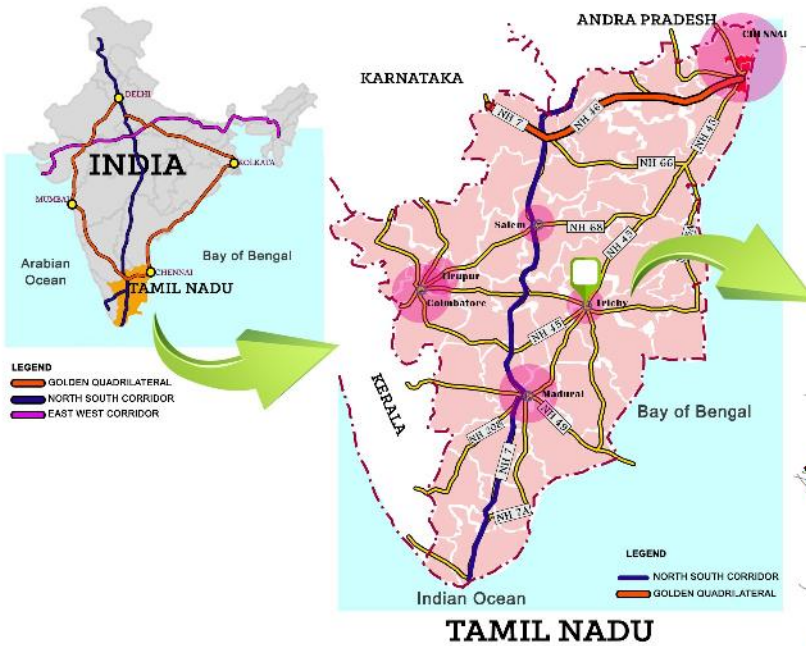 DELHI
INDIA
KOLKATA
MUMBAI
Arabian
Ocean
Bay of Bengal
CHENNAI
TAMIL NADU
LEGEND
GOLDEN QUADRILATERAL
NORTH SOUTH CORRIDOR
EAST WEST CORRIDOR
ANDRA PRADESH
CHENNAI
KARNATAKA
NH 7
NH 46
NH 45
NH 66
Salem
NH 68
NH 45
Tirupur
Coimbatore
Trichy
NH 45
KERALA
Madurai
NH 49
Bay of Bengal
NH 7
NH 7A
LEGEND
NORTH SOUTH CORRIDOR
GOLDEN QUADRILATERAL
Indian Ocean
TAMIL NADU